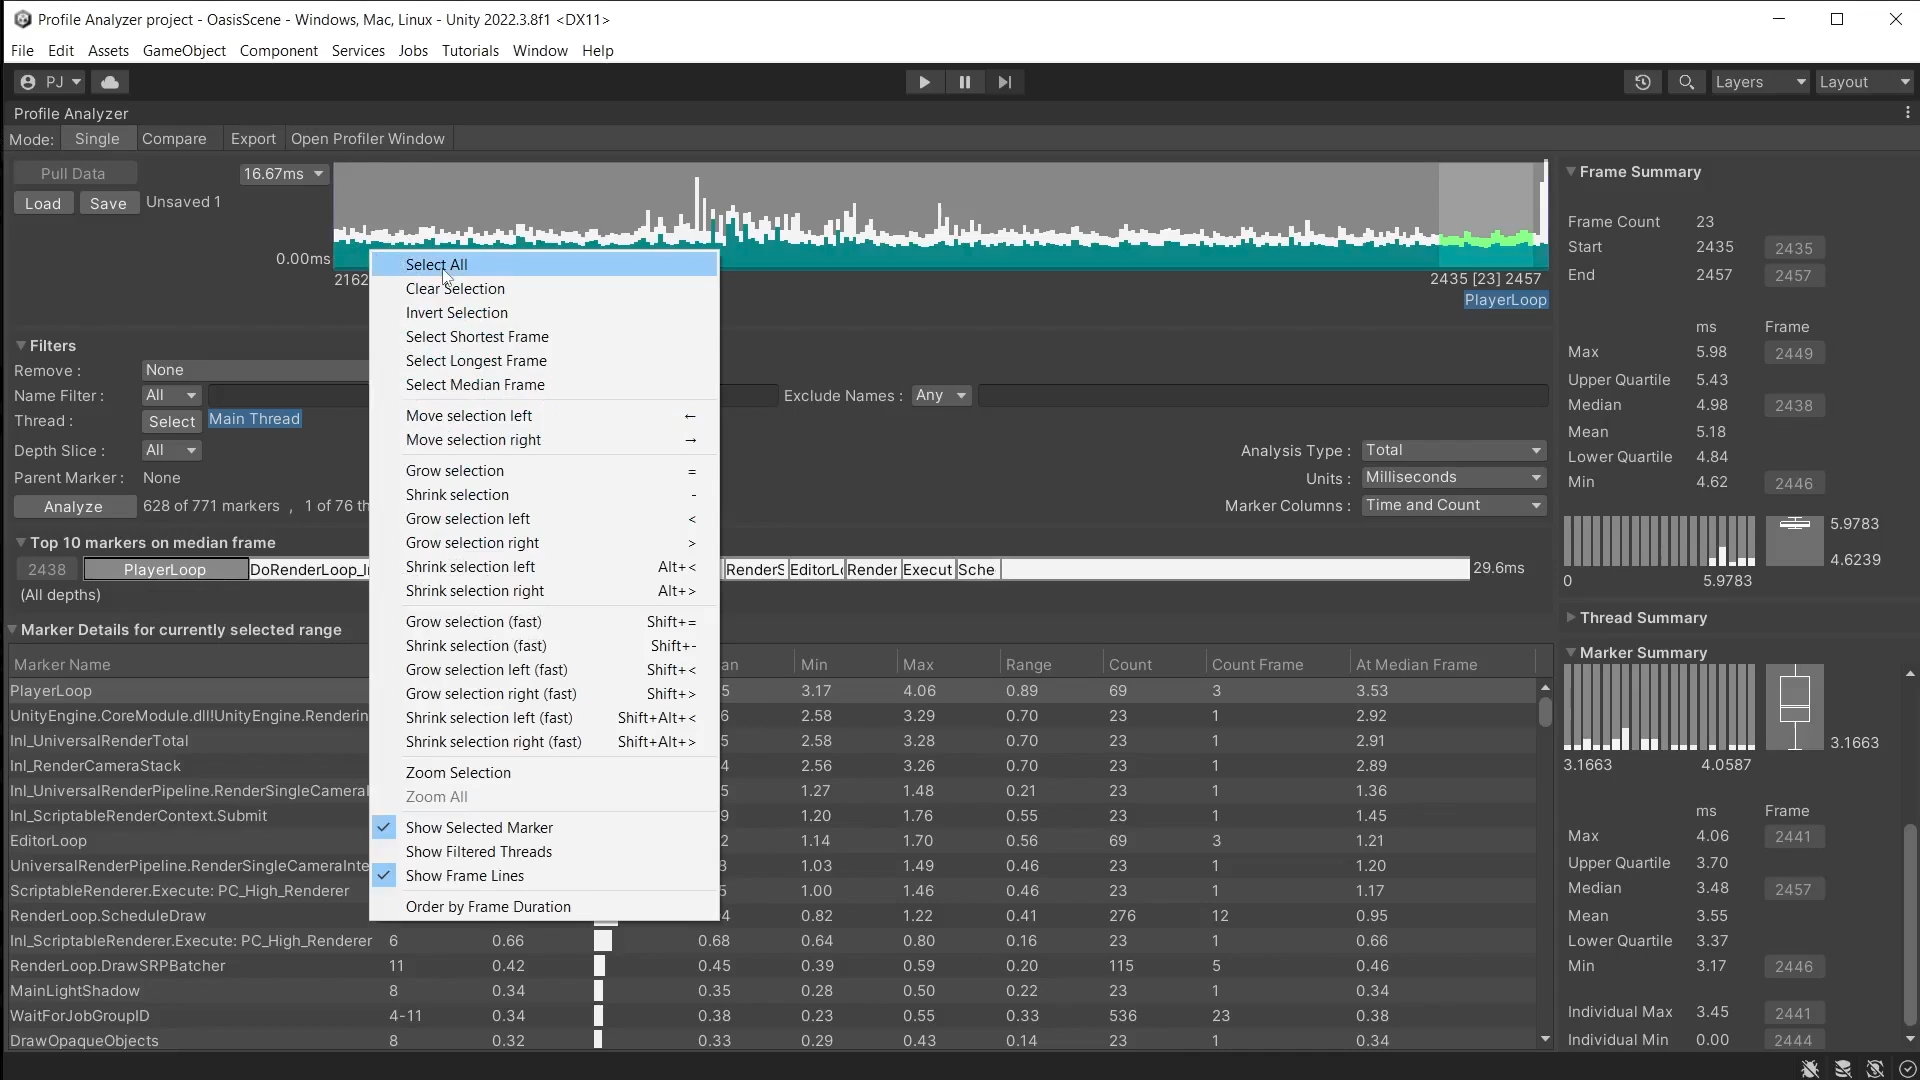 Profile Analyzer project - OasisScene - Windows, Mac, Linux - Unity 2022.3.8f1 <DX11>
File Edit Assets GameObject Component Services Jobs Tutorials Window Help
PJ Layers Layout
Profile Analyzer
Mode: Single Compare Export Open Profiler Window
Pull Data 16.67ms
Load Save Unsaved 1
0.00ms
2162 2435 [23] 2457
PlayerLoop
Select All
Clear Selection
Invert Selection
Select Shortest Frame
Select Longest Frame
Select Median Frame
Move selection left ←
Move selection right →
Grow selection =
Shrink selection -
Grow selection left <
Grow selection right >
Shrink selection left Alt+<
Shrink selection right Alt+>
Grow selection (fast) Shift+=
Shrink selection (fast) Shift+-
Grow selection left (fast) Shift+<
Grow selection right (fast) Shift+>
Shrink selection left (fast) Shift+Alt+<
Shrink selection right (fast) Shift+Alt+>
Zoom Selection
Zoom All
Show Selected Marker
Show Filtered Threads
Show Frame Lines
Order by Frame Duration
Filters
Remove : None
Name Filter : All Exclude Names : Any
Thread : Select Main Thread
Depth Slice : All
Parent Marker : None
Analyze 628 of 771 markers , 1 of 76 th
Analysis Type : Total
Units : Milliseconds
Marker Columns : Time and Count
Top 10 markers on median frame
2438 PlayerLoop DoRenderLoop_I RenderS EditorL Render Execut Sche 29.6ms
(All depths)
Marker Details for currently selected range
Marker Name an Min Max Range Count Count Frame At Median Frame
PlayerLoop 5 3.17 4.06 0.89 69 3 3.53
UnityEngine.CoreModule.dll!UnityEngine.Renderin 6 2.58 3.29 0.70 23 1 2.92
Inl_UniversalRenderTotal 5 2.58 3.28 0.70 23 1 2.91
Inl_RenderCameraStack 4 2.56 3.26 0.70 23 1 2.89
Inl_UniversalRenderPipeline.RenderSingleCameraI 5 1.27 1.48 0.21 23 1 1.36
Inl_ScriptableRenderContext.Submit 9 1.20 1.76 0.55 23 1 1.45
EditorLoop 2 1.14 1.70 0.56 69 3 1.21
UniversalRenderPipeline.RenderSingleCameraInte 3 1.03 1.49 0.46 23 1 1.20
ScriptableRenderer.Execute: PC_High_Renderer 5 1.00 1.46 0.46 23 1 1.17
RenderLoop.ScheduleDraw 4 0.82 1.22 0.41 276 12 0.95
Inl_ScriptableRenderer.Execute: PC_High_Renderer 6 0.66 0.68 0.64 0.80 0.16 23 1 0.66
RenderLoop.DrawSRPBatcher 11 0.42 0.45 0.39 0.59 0.20 115 5 0.46
MainLightShadow 8 0.34 0.35 0.28 0.50 0.22 23 1 0.34
WaitForJobGroupID 4-11 0.34 0.38 0.23 0.55 0.33 536 23 0.38
DrawOpaqueObjects 8 0.32 0.33 0.29 0.43 0.14 23 1 0.34
Frame Summary
Frame Count 23
Start 2435 2435
End 2457 2457
ms Frame
Max 5.98 2449
Upper Quartile 5.43
Median 4.98 2438
Mean 5.18
Lower Quartile 4.84
Min 4.62 2446
5.9783
4.6239
0 5.9783
Thread Summary
Marker Summary
3.1663
3.1663 4.0587
ms Frame
Max 4.06 2441
Upper Quartile 3.70
Median 3.48 2457
Mean 3.55
Lower Quartile 3.37
Min 3.17 2446
Individual Max 3.45 2441
Individual Min 0.00 2444